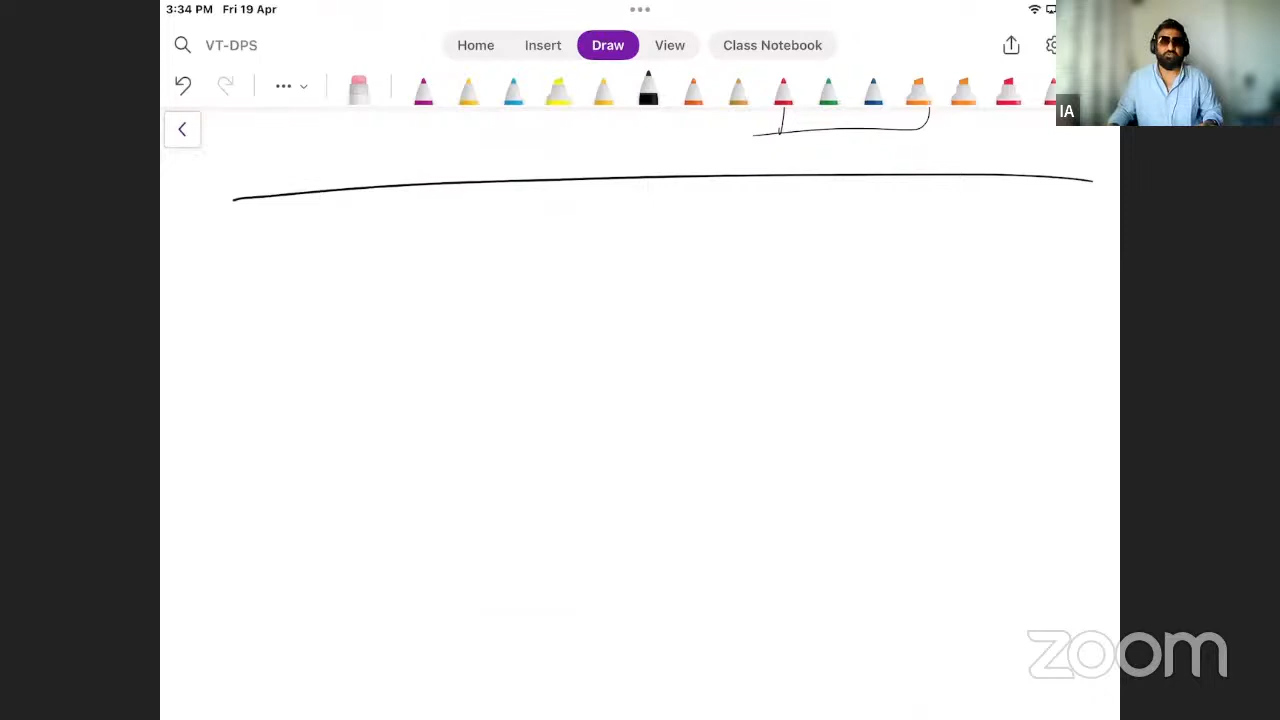 3:34 PM Fri 19 Apr
VT-DPS
Home Insert Draw View Class Notebook
IA
zoom